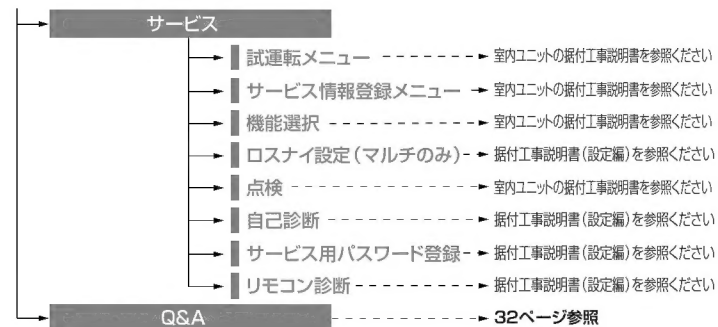 サービス
試運転メニュー 室内ユニットの据付工事説明書を参照ください
サービス情報登録メニュー 室内ユニットの据付工事説明書を参照ください
機能選択 室内ユニットの据付工事説明書を参照ください
ロスナイ設定(マルチのみ) 据付工事説明書(設定編)を参照ください
点検 室内ユニットの据付工事説明書を参照ください
自己診断 据付工事説明書(設定編)を参照ください
サービス用パスワード登録 据付工事説明書(設定編)を参照ください
リモコン診断 据付工事説明書(設定編)を参照ください
Q&A 32ページ参照